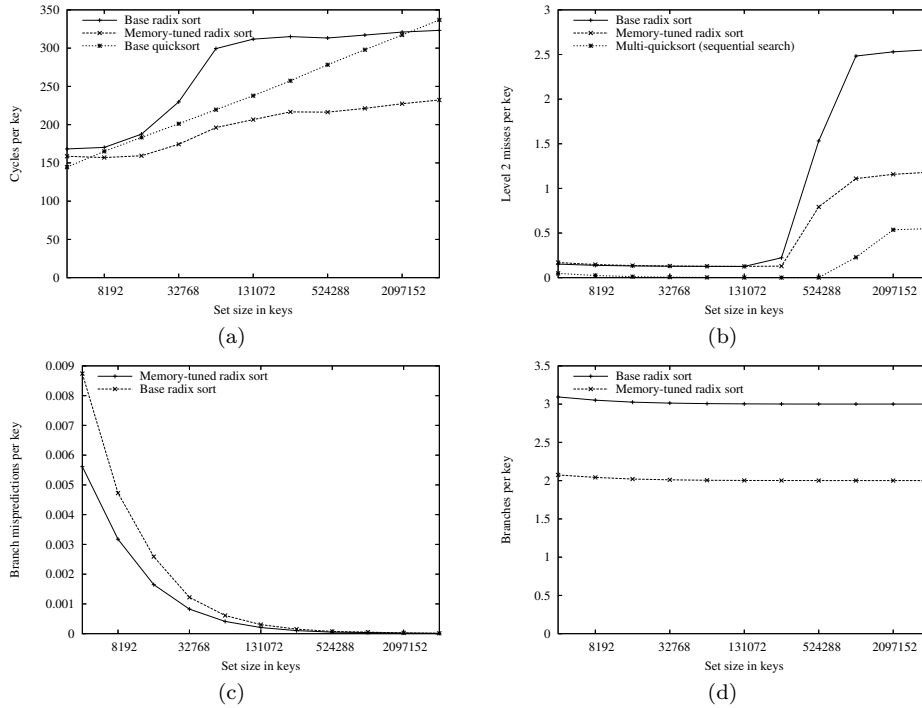 Base radix sort
Memory-tuned radix sort
Base quicksort
Cycles per key
400
350
300
250
200
150
100
50
0
8192 32768 131072 524288 2097152
Set size in keys
(a)
Base radix sort
Memory-tuned radix sort
Multi-quicksort (sequential search)
Level 2 misses per key
3
2.5
2
1.5
1
0.5
0
8192 32768 131072 524288 2097152
Set size in keys
(b)
Memory-tuned radix sort
Base radix sort
Branch mispredictions per key
0.009
0.008
0.007
0.006
0.005
0.004
0.003
0.002
0.001
0
8192 32768 131072 524288 2097152
Set size in keys
(c)
Base radix sort
Memory-tuned radix sort
Branches per key
3.5
3
2.5
2
1.5
1
0.5
0
8192 32768 131072 524288 2097152
Set size in keys
(d)